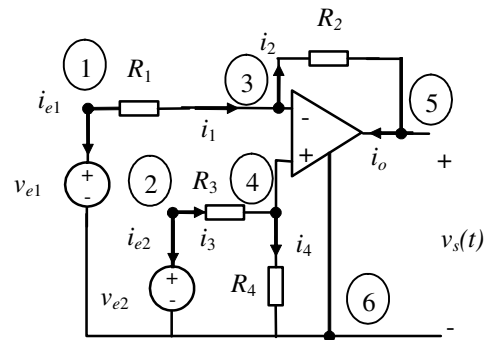 R2
i2
1
R1
3
5
ie1
i1
-
+
io
+
ve1
+
-
2
R3
4
ie2
i3
i4
vs(t)
ve2
+
-
R4
6
-